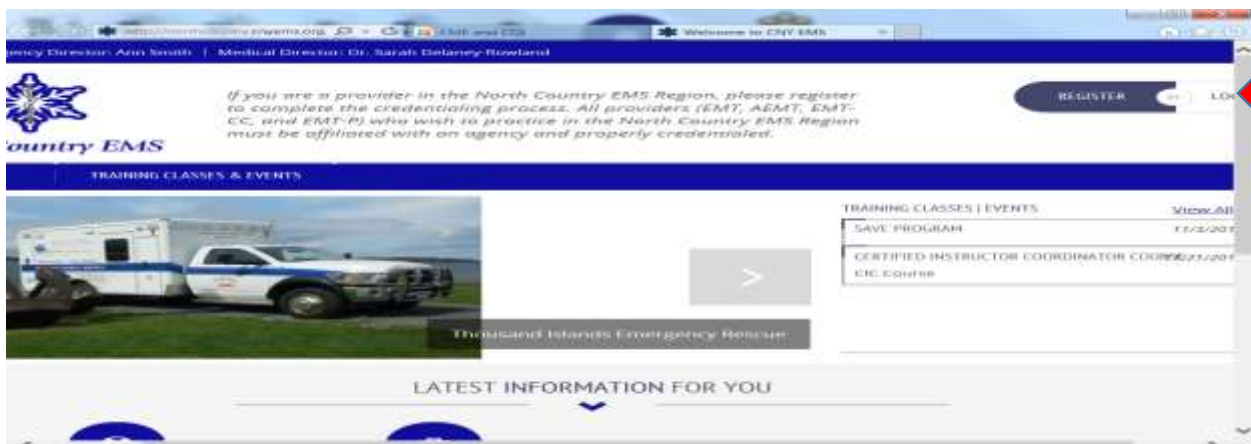 cnyems.org
Welcome to CNY EMS
ency Director: Ann Smith | Medical Director: Dr. Sarah Delaney-Rowland
If you are a provider in the North Country EMS Region, please register
to complete the credentialing process. All providers (EMT, AEMT, EMT-
CC, and EMT-P) who wish to practice in the North Country EMS Region
must be affiliated with an agency and properly credentialed.
REGISTER
or
LO
ountry EMS
TRAINING CLASSES & EVENTS
TRAINING CLASSES | EVENTS View All
SAVE PROGRAM
CERTIFIED INSTRUCTOR COORDINATOR
CIC Course
Thousand Islands Emergency Rescue
LATEST INFORMATION FOR YOU